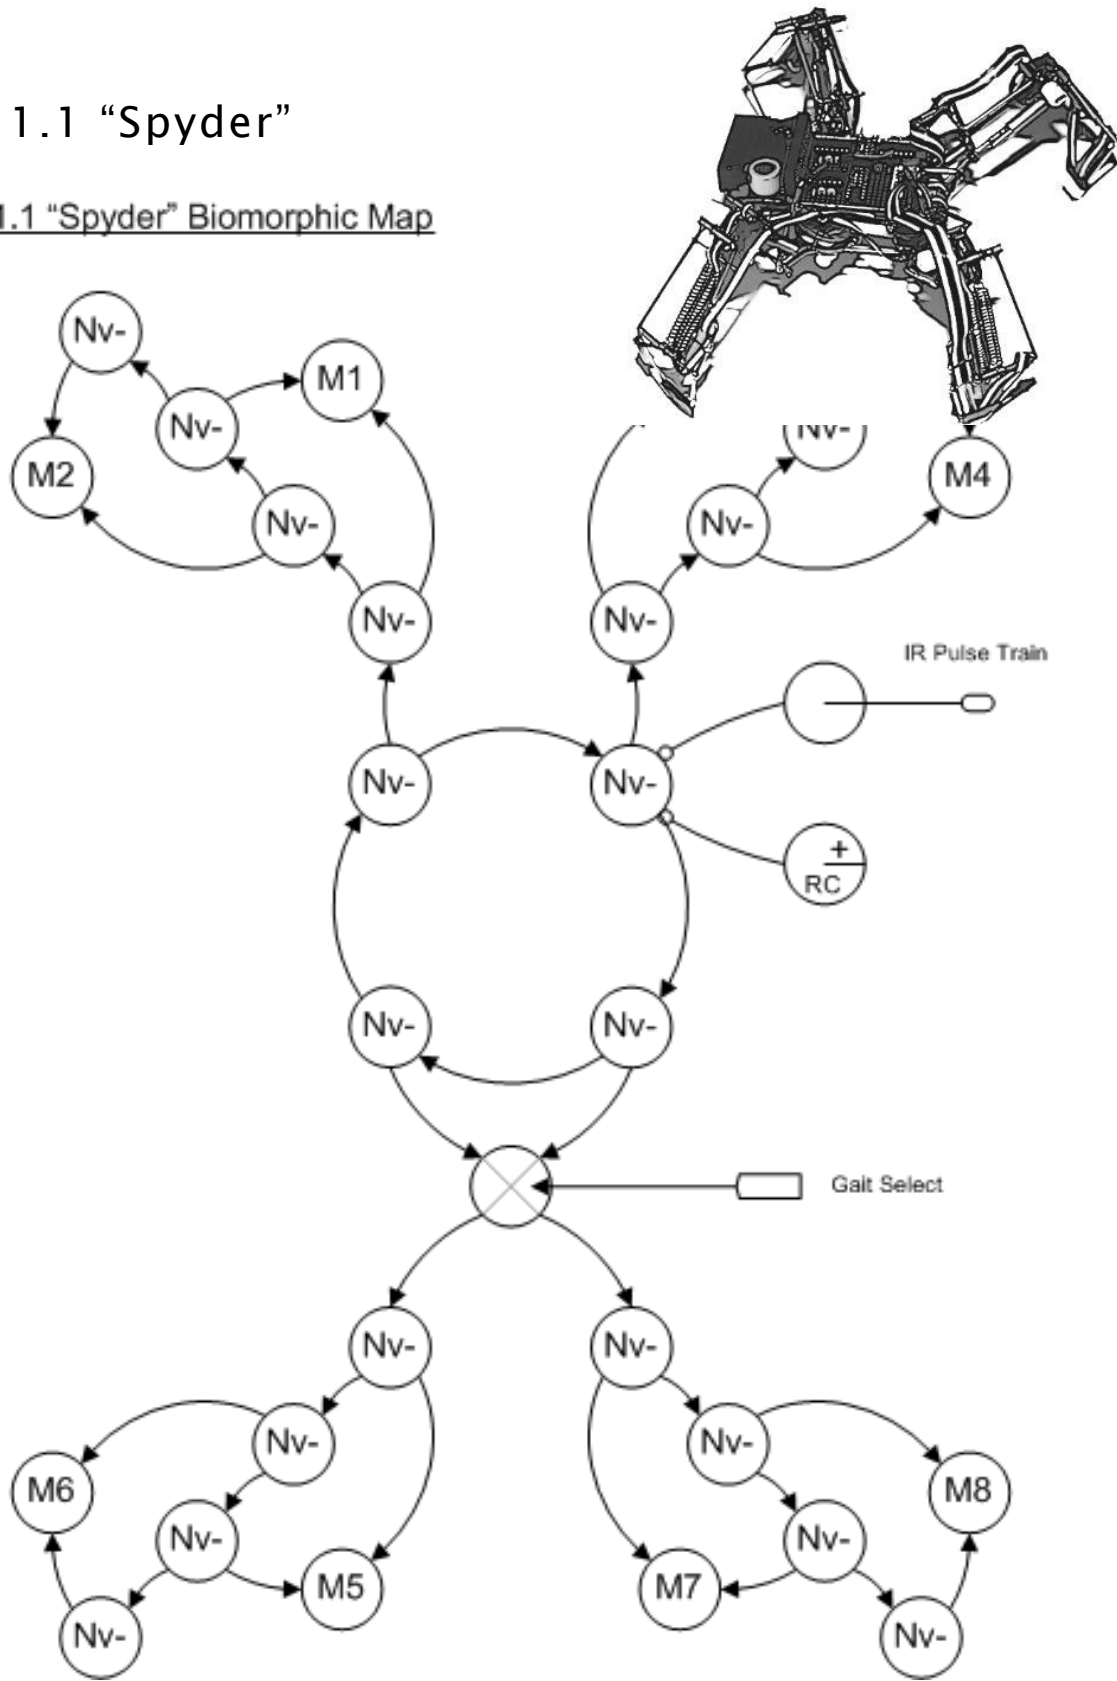 1.1 “Spyder”
1.1 “Spyder” Biomorphic Map
Nv-
M1
Nv-
Nv-
M2
M4
Nv-
Nv-
Nv-
Nv-
IR Pulse Train
Nv-
Nv-
+
RC
Nv-
Nv-
Gait Select
Nv-
Nv-
Nv-
Nv-
M6
M8
Nv-
Nv-
M5
M7
Nv-
Nv-